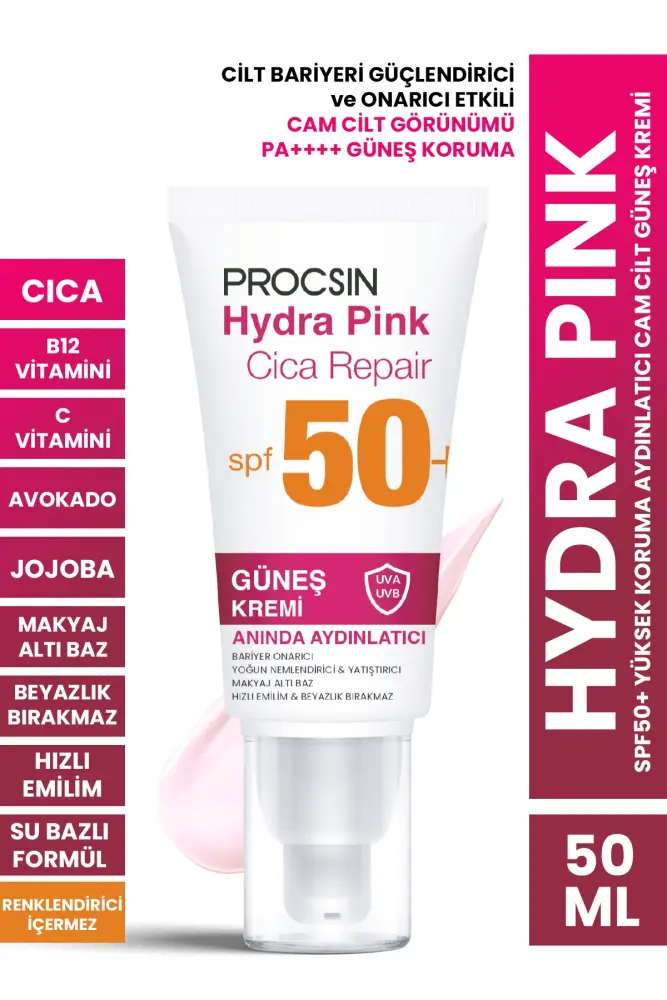 CİLT BARİYERİ GÜÇLENDİRİCİ
ve ONARICI ETKİLİ
CAM CİLT GÖRÜNÜMÜ
PA++++ GÜNEŞ KORUMA
CICA
B12
VİTAMİNİ
C
VİTAMİNİ
AVOKADO
JOJOBA
MAKYAJ
ALTI BAZ
BEYAZLIK
BIRAKMAZ
HIZLI
EMİLİM
SU BAZLI
FORMÜL
RENKLENDİRİCİ
İÇERMEZ
PROCSIN
Hydra Pink
Cica Repair
spf 50+
GÜNEŞ
KREMİ
UVA
UVB
ANINDA AYDINLATICI
BARİYER ONARICI
YOĞUN NEMLENDİRİCİ & YATIŞTIRICI
MAKYAJ ALTI BAZ
HIZLI EMİLİM & BEYAZLIK BIRAKMAZ
HYDRA PINK
SPF50+ YÜKSEK KORUMA AYDINLATICI CAM CİLT GÜNEŞ KREMİ
50
ML